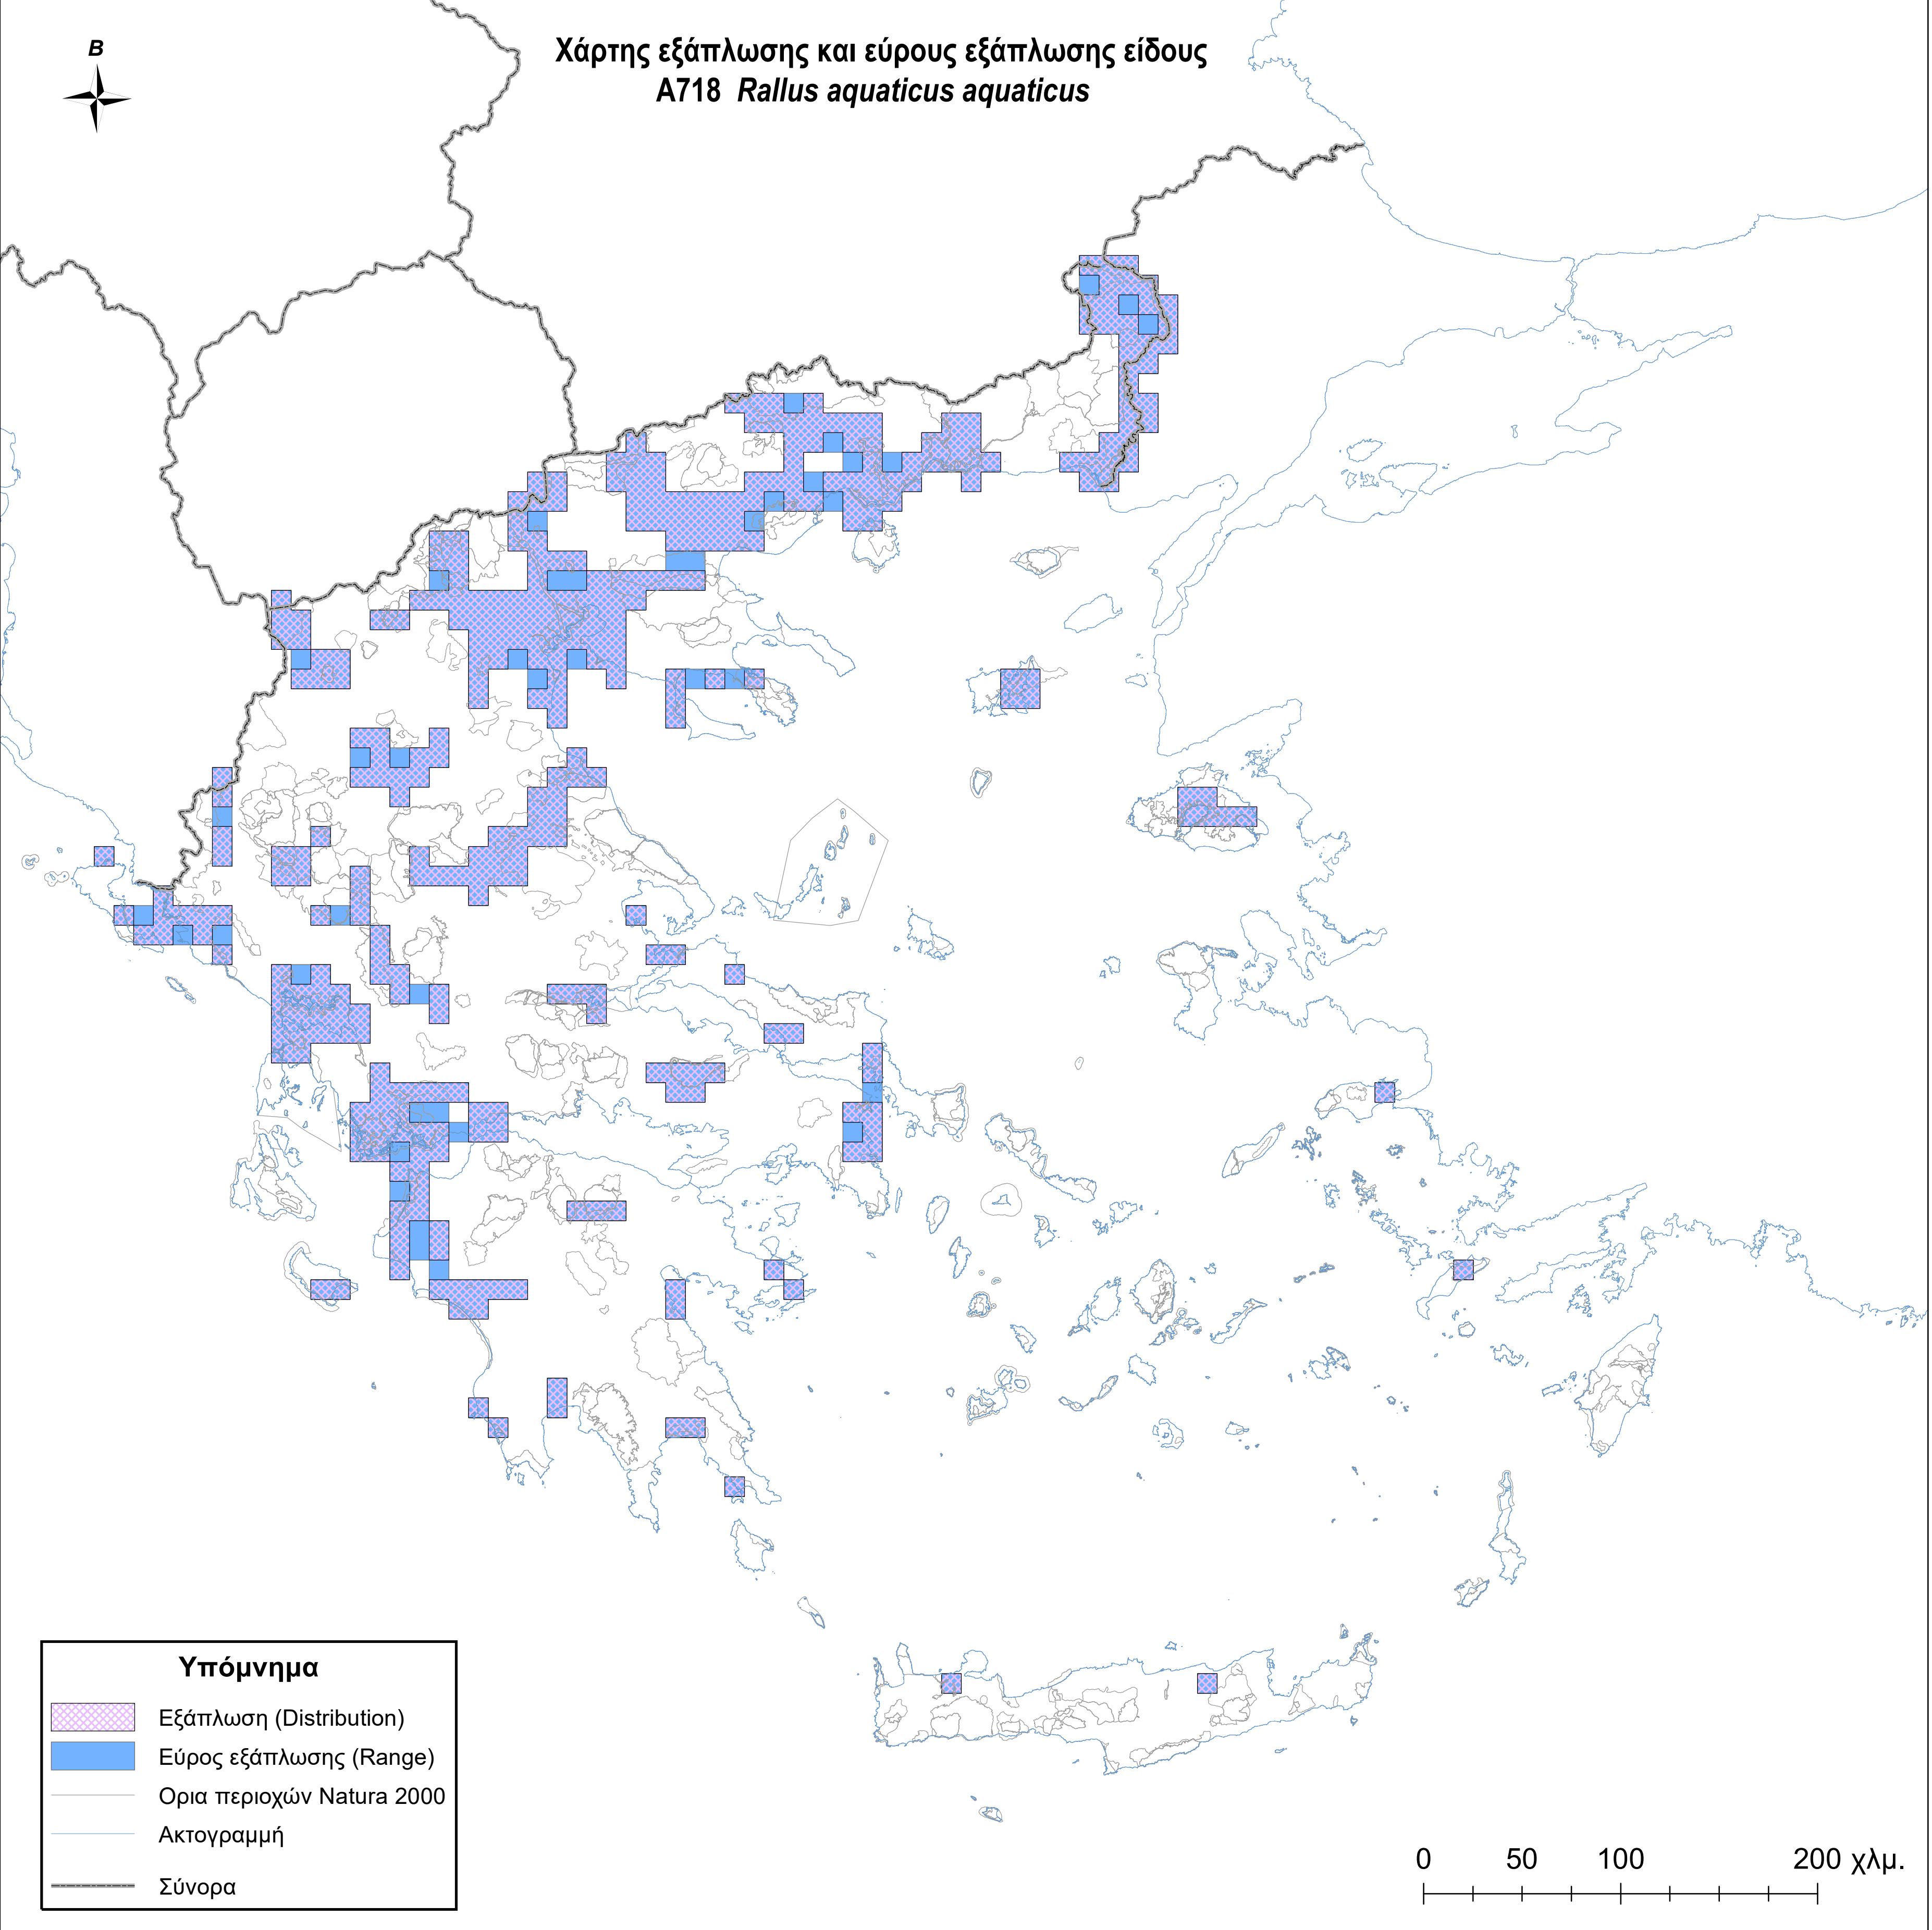 B
Χάρτης εξάπλωσης και εύρους εξάπλωσης είδους
A718 Rallus aquaticus aquaticus
Υπόμνημα
Εξάπλωση (Distribution)
Εύρος εξάπλωσης (Range)
Ορια περιοχών Natura 2000
Ακτογραμμή
Σύνορα
0 50 100 200 χλμ.